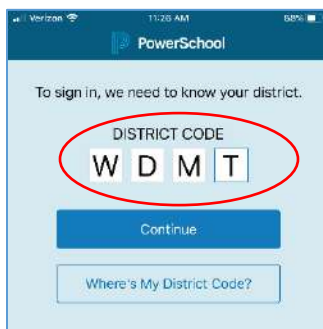 Verizon 11:26 AM 68%
PowerSchool
To sign in, we need to know your district.
DISTRICT CODE
W D M T
Continue
Where's My District Code?